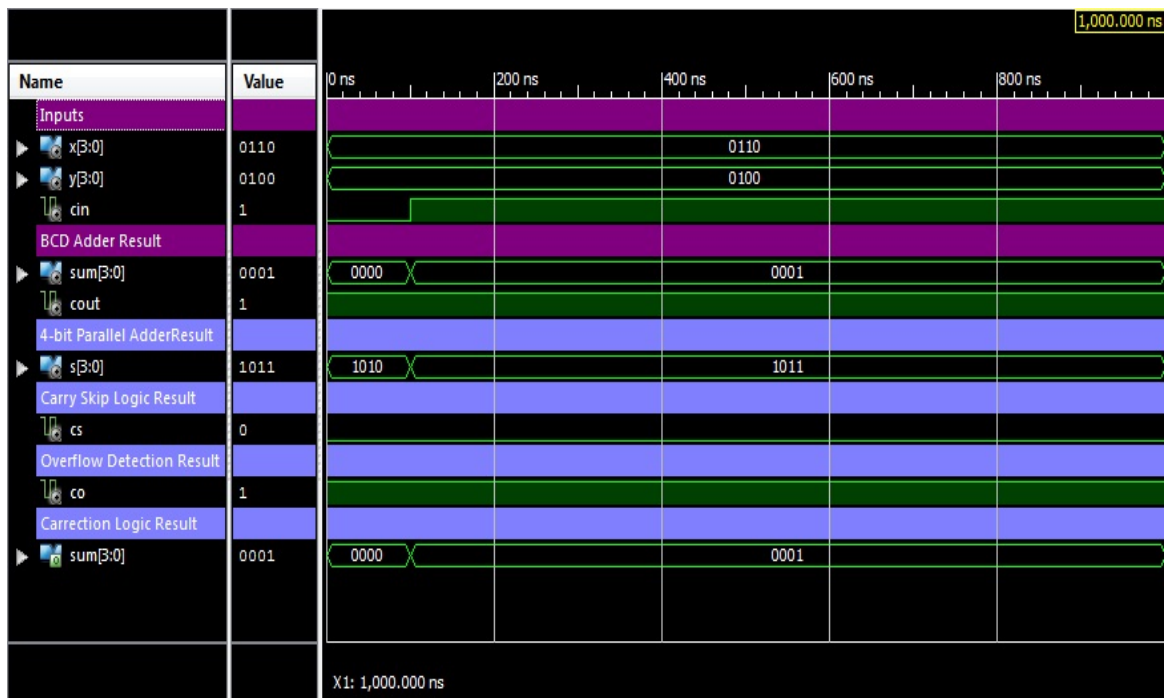 1,000.000 ns
Name Value 0 ns 200 ns 400 ns 600 ns 800 ns
Inputs
x[3:0] 0110 0110
y[3:0] 0100 0100
cin 1
BCD Adder Result
sum[3:0] 0001 0000 0001
cout 1
4-bit Parallel AdderResult
s[3:0] 1011 1010 1011
Carry Skip Logic Result
cs 0
Overflow Detection Result
co 1
Carrection Logic Result
sum[3:0] 0001 0000 0001
X1: 1,000.000 ns